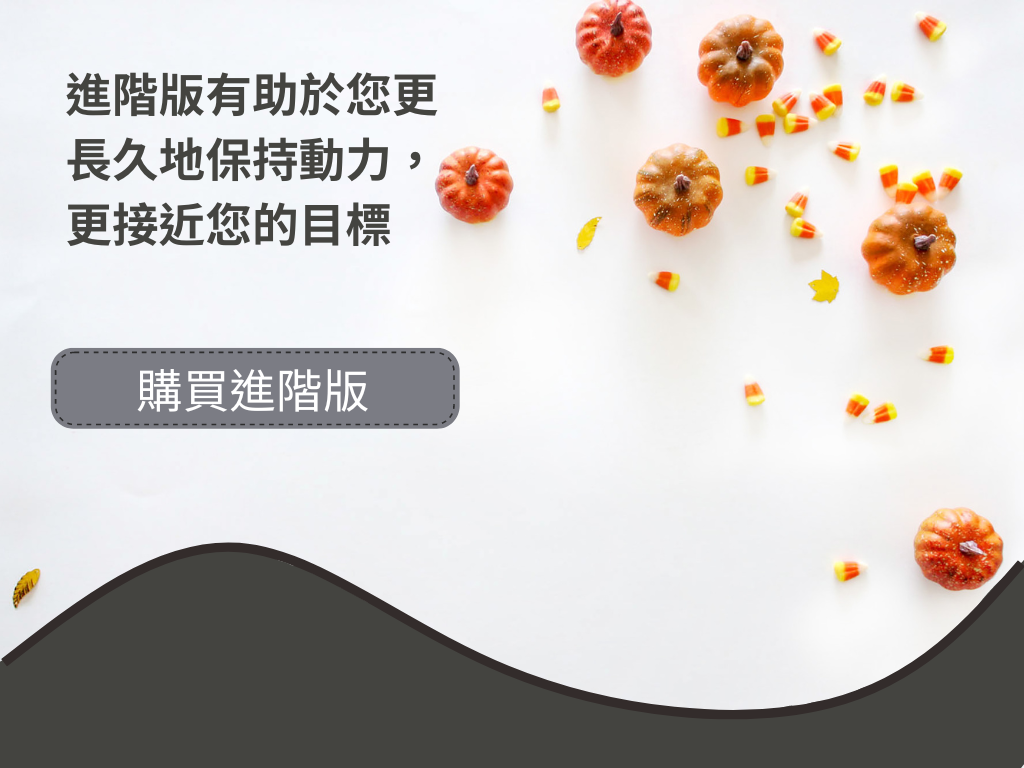 進階版有助於您更
長久地保持動力，
更接近您的目標
購買進階版